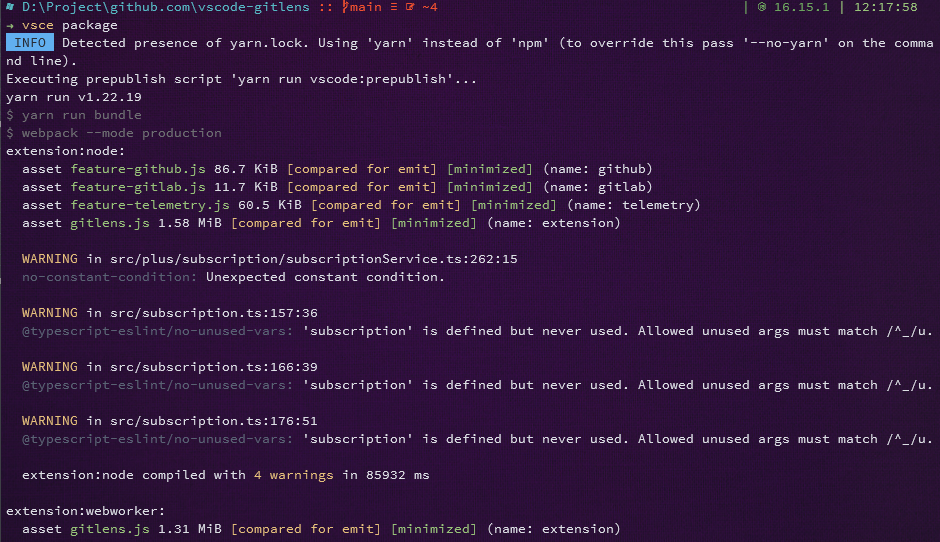 D:\Project\github.com\vscode-gitlens :: main ≡ ~4 | 16.15.1 | 12:17:58
→ vsce package
INFO Detected presence of yarn.lock. Using 'yarn' instead of 'npm' (to override this pass '--no-yarn' on the comma
nd line).
Executing prepublish script 'yarn run vscode:prepublish'...
yarn run v1.22.19
$ yarn run bundle
$ webpack --mode production
extension:node:
asset feature-github.js 86.7 KiB [compared for emit] [minimized] (name: github)
asset feature-gitlab.js 11.7 KiB [compared for emit] [minimized] (name: gitlab)
asset feature-telemetry.js 60.5 KiB [compared for emit] [minimized] (name: telemetry)
asset gitlens.js 1.58 MiB [compared for emit] [minimized] (name: extension)
WARNING in src/plus/subscription/subscriptionService.ts:262:15
no-constant-condition: Unexpected constant condition.
WARNING in src/subscription.ts:157:36
@typescript-eslint/no-unused-vars: 'subscription' is defined but never used. Allowed unused args must match /^_/u.
WARNING in src/subscription.ts:166:39
@typescript-eslint/no-unused-vars: 'subscription' is defined but never used. Allowed unused args must match /^_/u.
WARNING in src/subscription.ts:176:51
@typescript-eslint/no-unused-vars: 'subscription' is defined but never used. Allowed unused args must match /^_/u.
extension:node compiled with 4 warnings in 85932 ms
extension:webworker:
asset gitlens.js 1.31 MiB [compared for emit] [minimized] (name: extension)